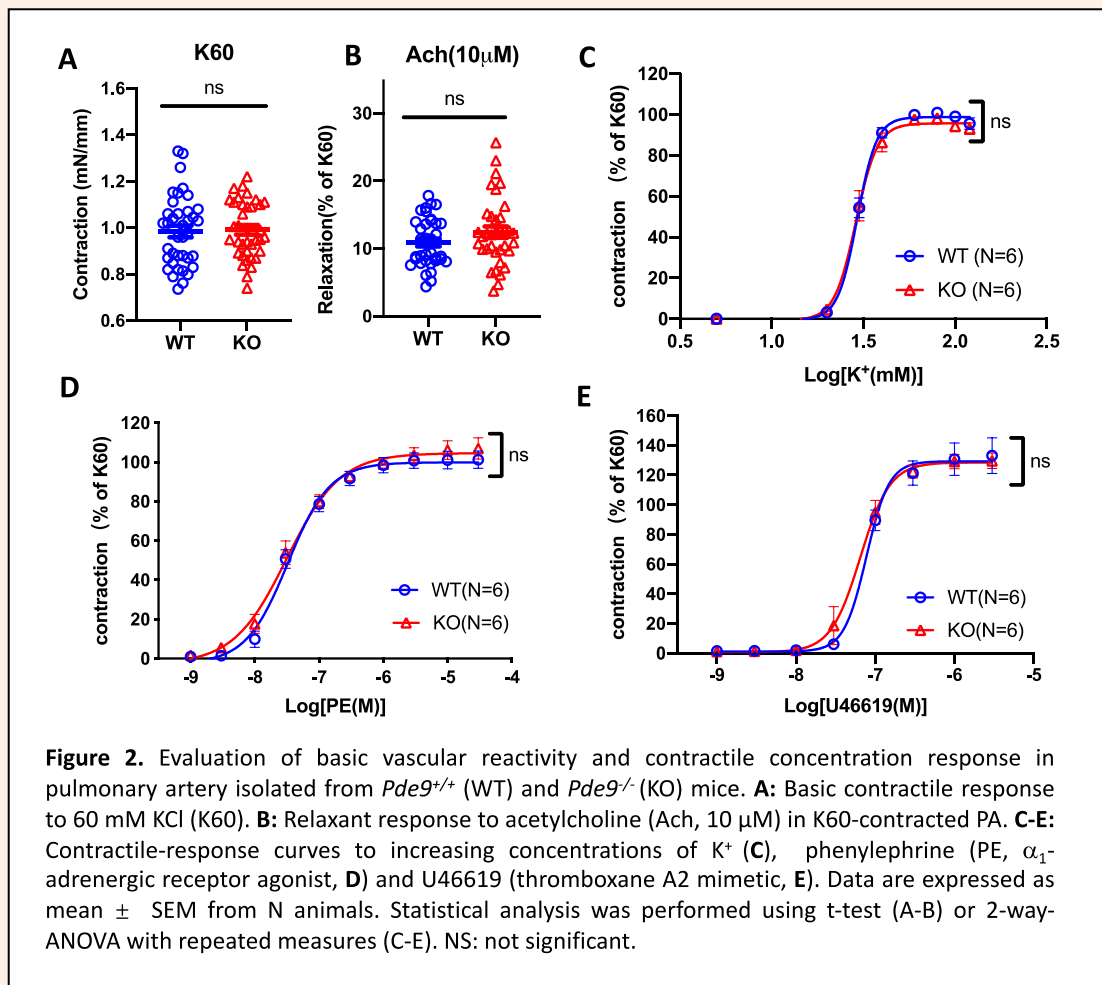 A
K60
ns
Contraction (mN/mm)
1.6
1.4
1.2
1.0
0.8
0.6
WT
KO
B
Ach(10μM)
ns
Relaxation(% of K60)
30
20
10
0
WT
KO
C
contraction (% of K60)
120
100
80
60
40
20
0
ns
WT (N=6)
KO (N=6)
0.5
1.0
1.5
2.0
2.5
Log[K⁺(mM)]
D
contraction (% of K60)
120
100
80
60
40
20
0
ns
WT(N=6)
KO(N=6)
-9
-8
-7
-6
-5
-4
Log[PE(M)]
E
contraction (% of K60)
160
140
120
100
80
60
40
20
0
ns
WT(N=6)
KO(N=6)
-9
-8
-7
-6
-5
Log[U46619(M)]
Figure 2. Evaluation of basic vascular reactivity and contractile concentration response in
pulmonary artery isolated from Pde9⁺/⁺ (WT) and Pde9⁻/⁻ (KO) mice. A: Basic contractile response
to 60 mM KCl (K60). B: Relaxant response to acetylcholine (Ach, 10 μM) in K60-contracted PA. C-E:
Contractile-response curves to increasing concentrations of K⁺ (C), phenylephrine (PE, α₁-
adrenergic receptor agonist, D) and U46619 (thromboxane A2 mimetic, E). Data are expressed as
mean ± SEM from N animals. Statistical analysis was performed using t-test (A-B) or 2-way-
ANOVA with repeated measures (C-E). NS: not significant.